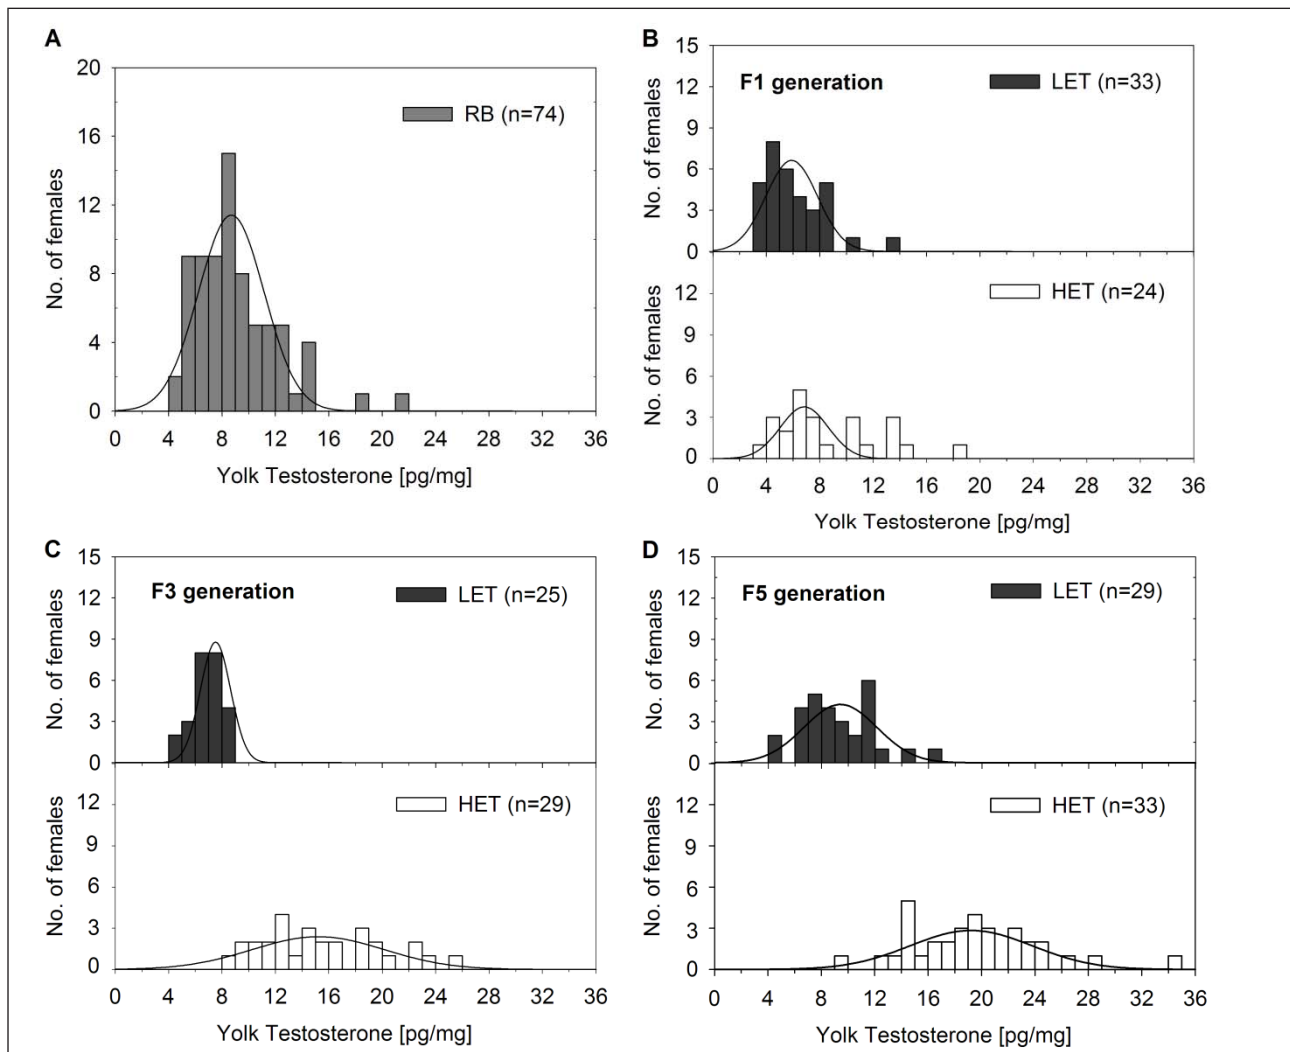 A
20
16
12
8
4
0
No. of females
RB (n=74)
0 4 8 12 16 20 24 28 32 36
Yolk Testosterone [pg/mg]
B
15
12
9
6
3
0
No. of females
F1 generation
LET (n=33)
12
9
6
3
0
No. of females
HET (n=24)
0 4 8 12 16 20 24 28 32 36
Yolk Testosterone [pg/mg]
C
15
12
9
6
3
0
No. of females
F3 generation
LET (n=25)
12
9
6
3
0
No. of females
HET (n=29)
0 4 8 12 16 20 24 28 32 36
Yolk Testosterone [pg/mg]
D
15
12
9
6
3
0
No. of females
F5 generation
LET (n=29)
12
9
6
3
0
No. of females
HET (n=33)
0 4 8 12 16 20 24 28 32 36
Yolk Testosterone [pg/mg]